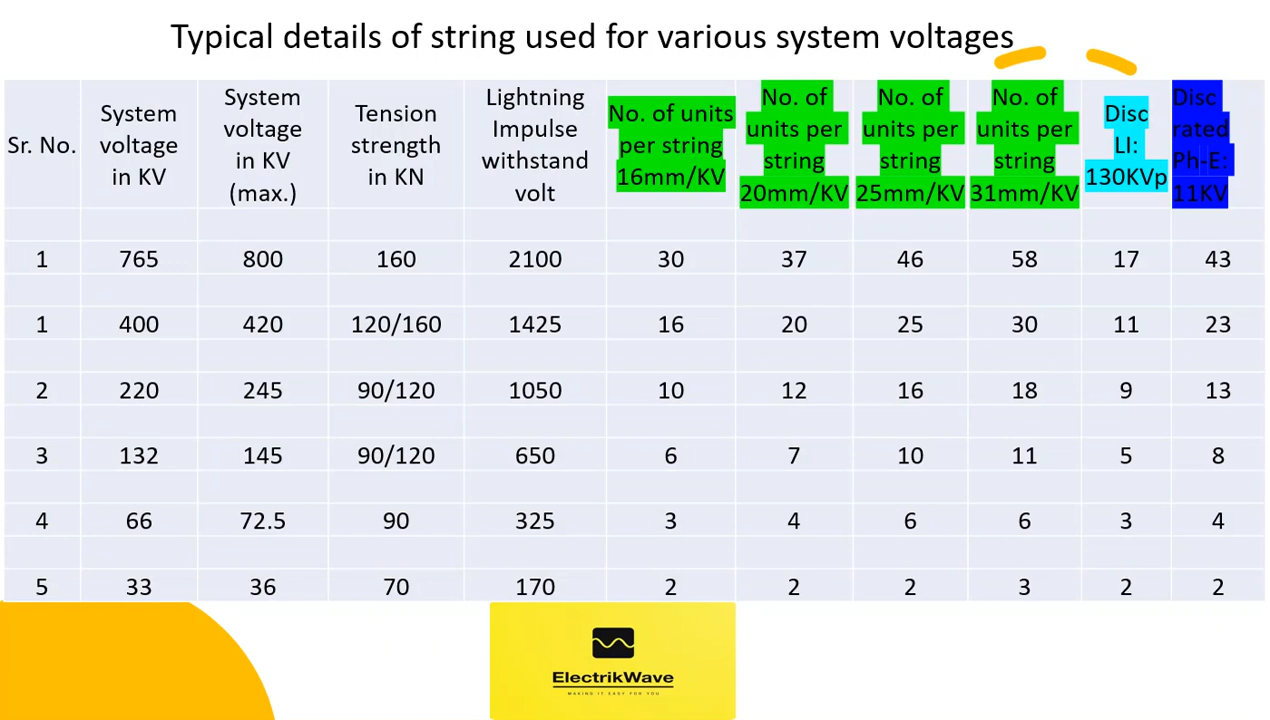 Typical details of string used for various system voltages
Sr. No.
System
voltage
in KV
System
voltage
in KV
(max.)
Tension
strength
in KN
Lightning
Impulse
withstand
volt
No. of units
per string
16mm/KV
No. of
units per
string
20mm/KV
No. of
units per
string
25mm/KV
No. of
units per
string
31mm/KV
Disc
LI:
130KVp
Disc
rated
Ph-E:
11KV
1 765 800 160 2100 30 37 46 58 17 43
1 400 420 120/160 1425 16 20 25 30 11 23
2 220 245 90/120 1050 10 12 16 18 9 13
3 132 145 90/120 650 6 7 10 11 5 8
4 66 72.5 90 325 3 4 6 6 3 4
5 33 36 70 170 2 2 2 3 2 2
ElectrikWave
MAKING IT EASY FOR YOU